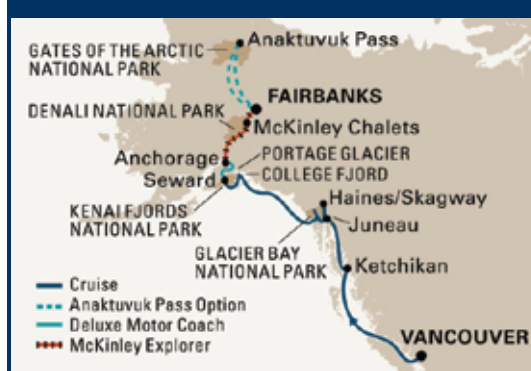 Anaktuvuk Pass
GATES OF THE ARCTIC
NATIONAL PARK
FAIRBANKS
DENALI NATIONAL PARK
McKinley Chalets
Anchorage
PORTAGE GLACIER
Seward
COLLEGE FJORD
Haines/Skagway
KENAI FJORDS
NATIONAL PARK
Juneau
GLACIER BAY
NATIONAL PARK
Ketchikan
Cruise
Anaktuvuk Pass Option
Deluxe Motor Coach
McKinley Explorer
VANCOUVER